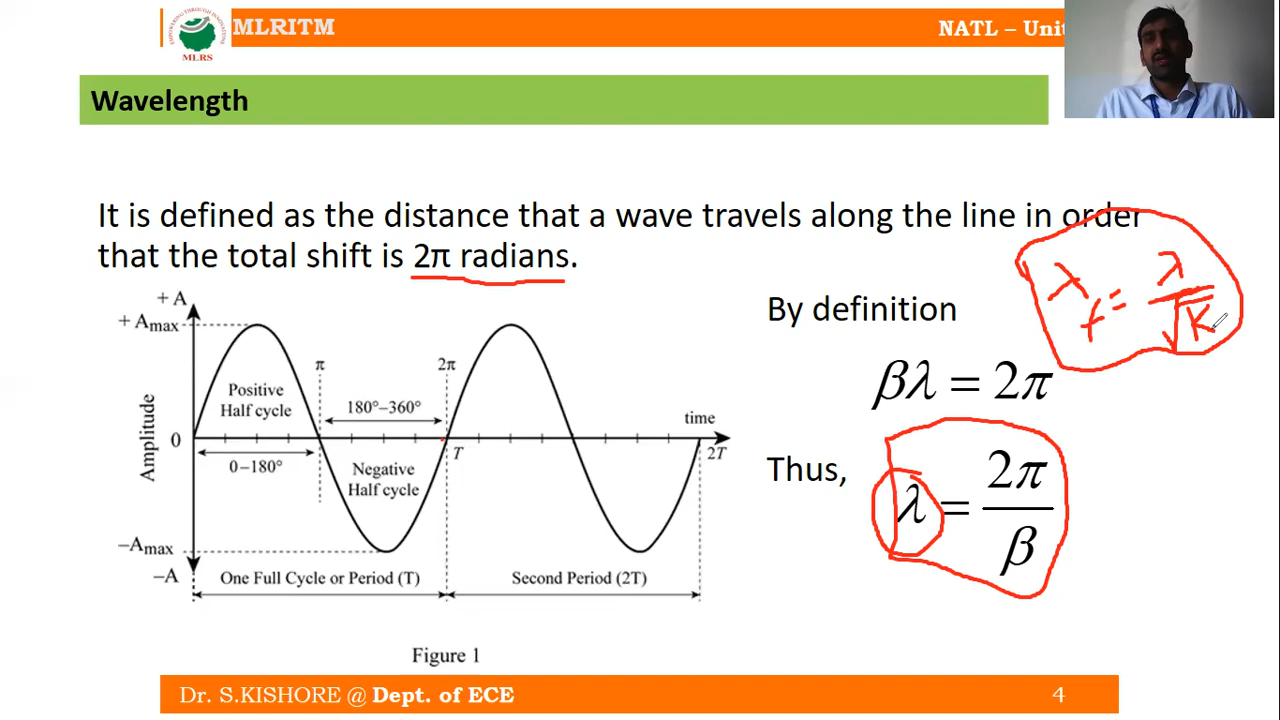 MLRITM
NATL – Unit
EMPOWERING THROUGH INNOVATIONS
MLRS
Wavelength
It is defined as the distance that a wave travels along the line in order
that the total shift is 2π radians.
λf = λ/√K
By definition
βλ = 2π
Thus,
λ = 2π/β
+ A
+ Amax
π
2π
Positive
Half cycle
180°–360°
time
Amplitude
0
0–180°
T
2T
Negative
Half cycle
–Amax
–A
One Full Cycle or Period (T)
Second Period (2T)
Figure 1
Dr. S.KISHORE @ Dept. of ECE
4